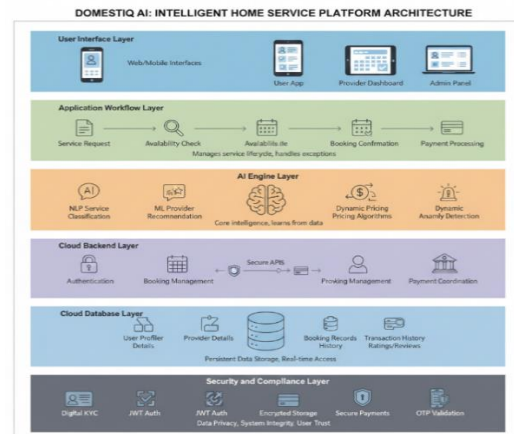 DOMESTIQ AI: INTELLIGENT HOME SERVICE PLATFORM ARCHITECTURE
User Interface Layer
Web/Mobile Interfaces
User App
Provider Dashboard
Admin Panel
Application Workflow Layer
Service Request
Availability Check
Booking Confirmation
Payment Processing
Manages service lifecycle, handles exceptions
AI Engine Layer
AI
NLP Service
Classification
ML Provider
Dynamic Pricing
Pricing Algorithms
Dynamic
Detection
Core intelligence, learns from data
Cloud Backend Layer
Secure APIs
Authentication
Booking Management
Management
Payment Coordination
Cloud Database Layer
User Profiler
Details
Provider Details
Booking Records
History
Transaction History
Ratings/Reviews
Persistent Data Storage, Real-time Access
Security and Compliance Layer
Digital KYC
JWT Auth
JWT Auth
Encrypted Storage
Secure Payments
OTP Validation
Data Privacy, System Integrity, User Trust